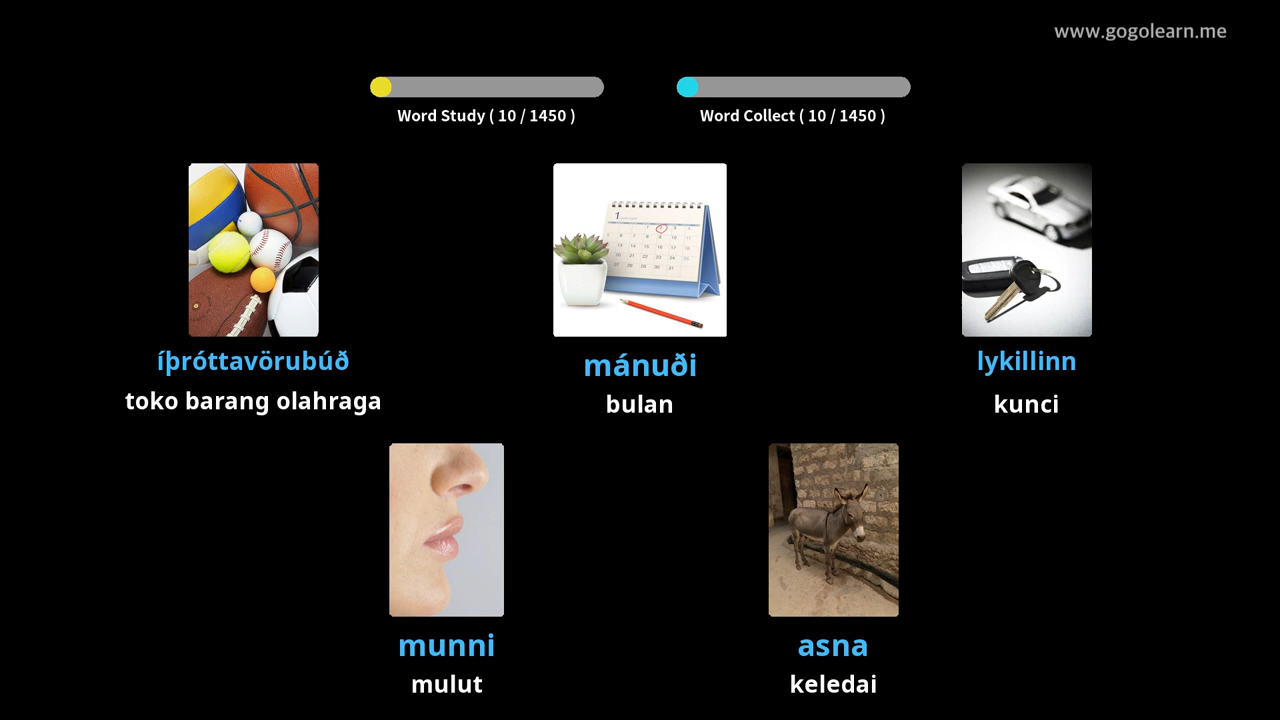 www.gogolearn.me
Word Study ( 10 / 1450 )
Word Collect ( 10 / 1450 )
íþróttavörubúð
toko barang olahraga
mánuði
bulan
lykillinn
kunci
munni
mulut
asna
keledai